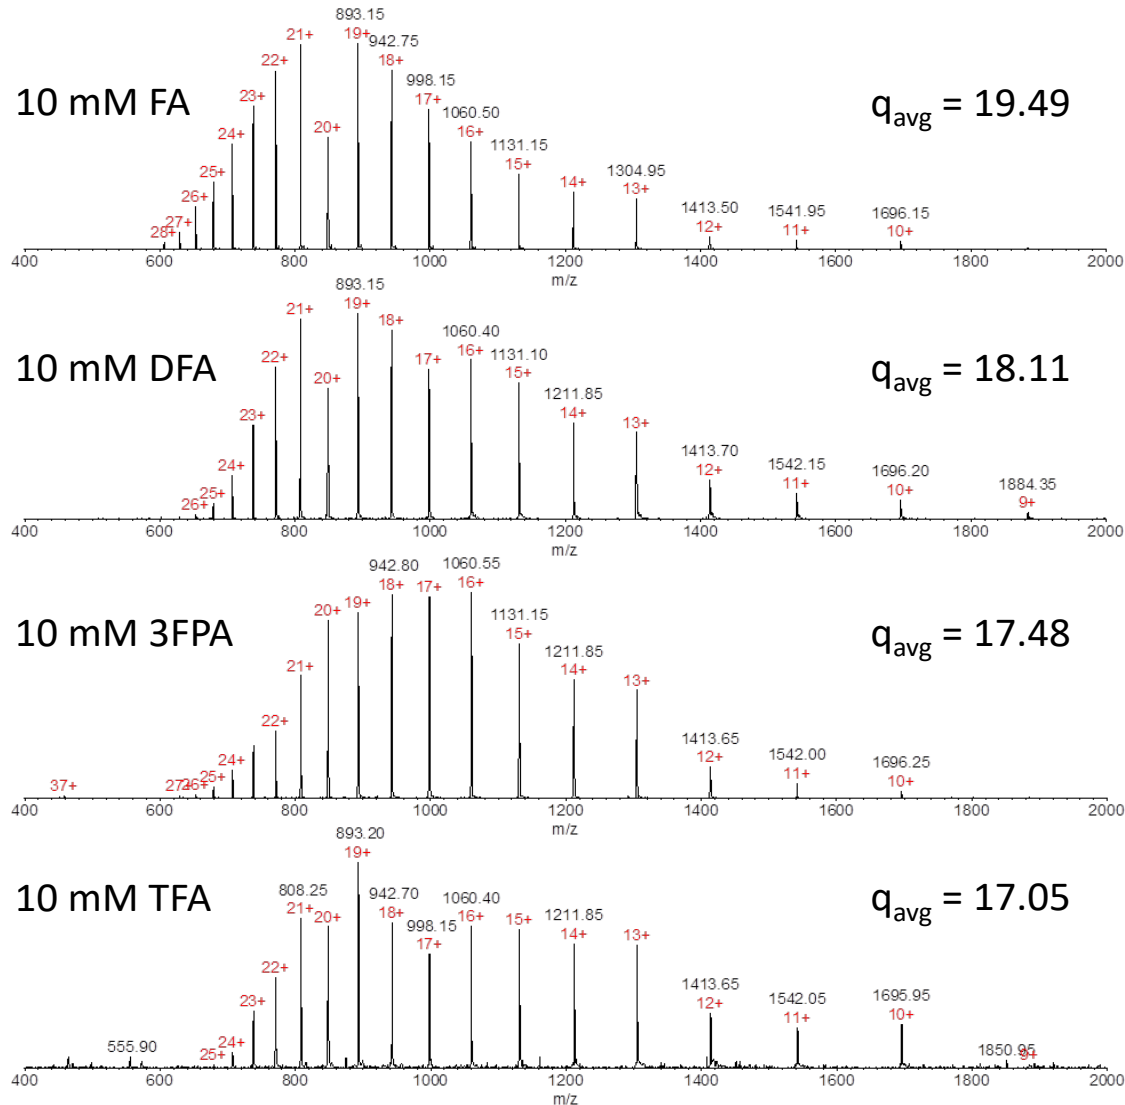 893.15
21+ 19+ 942.75
22+ 18+ 998.15
10 mM FA 23+ 17+ 1060.50 q_avg = 19.49
24+ 20+ 16+ 1131.15
25+ 15+ 14+ 1304.95
26+ 13+
27+ 1413.50 1541.95 1696.15
28+ 12+ 11+ 10+
400 600 800 1000 1200 1400 1600 1800 2000
m/z
893.15
21+ 19+ 18+
22+ 17+ 1060.40
10 mM DFA 16+ 1131.10 q_avg = 18.11
20+ 15+ 1211.85
23+ 14+ 13+
24+ 1413.70 1542.15 1696.20
25+ 12+ 11+ 10+ 1884.35
26+ 9+
400 600 800 1000 1200 1400 1600 1800 2000
m/z
942.80 1060.55
18+ 17+ 16+
20+ 19+ 1131.15
10 mM 3FPA 15+ 1211.85 q_avg = 17.48
21+ 14+ 13+
22+ 1413.65
24+ 12+ 1542.00 1696.25
37+ 27+ 26+ 25+ 11+ 10+
400 600 800 1000 1200 1400 1600 1800 2000
m/z
893.20
19+
808.25 942.70 1060.40
10 mM TFA 21+ 20+ 18+ 998.15 16+ 15+ 1211.85 q_avg = 17.05
17+ 14+ 13+
22+ 1413.65 1542.05 1695.95
23+ 12+ 11+ 10+
555.90 24+ 1850.95
25+ 9+
400 600 800 1000 1200 1400 1600 1800 2000
m/z